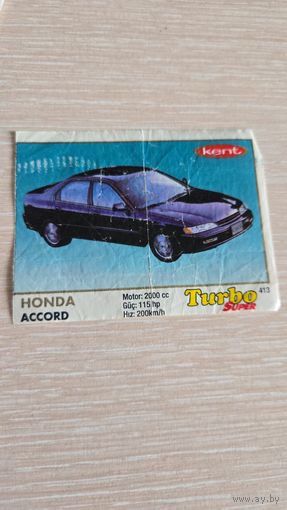 kent
HONDA
ACCORD
Motor: 2000 cc
Güç: 115 hp
Hız: 200km/h
Turbo
SUPER
413
www.ay.by